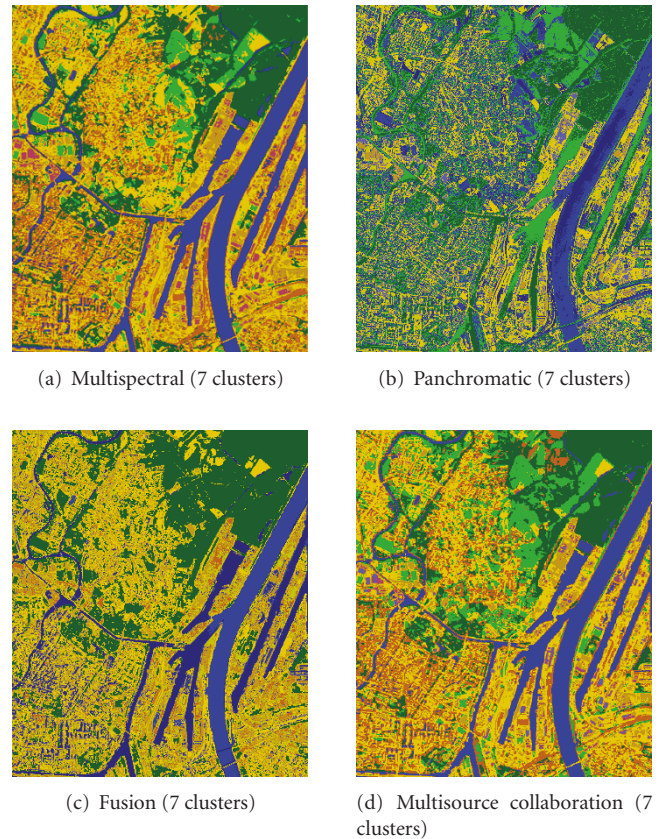 (a) Multispectral (7 clusters)
(b) Panchromatic (7 clusters)
(c) Fusion (7 clusters)
(d) Multisource collaboration (7
clusters)